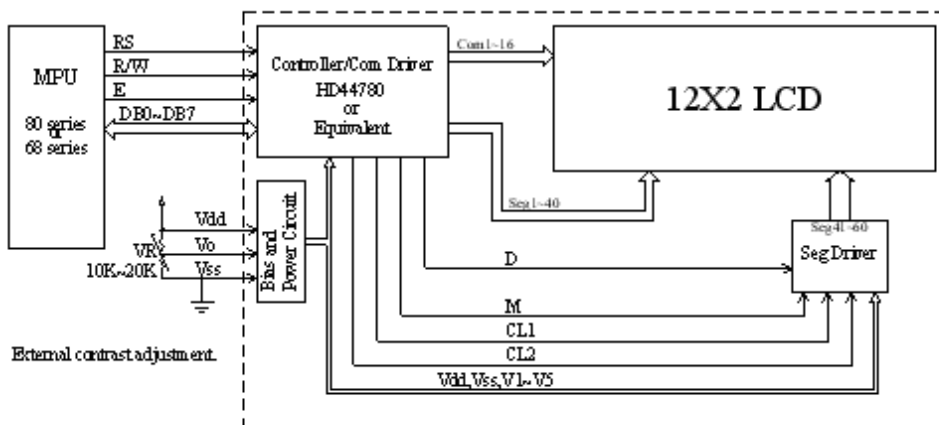 MPU
80 series
or
68 series
RS
R/W
E
DB0~DB7
Controller/Com Driver
HD44780
or
Equivalent
Com1~16
12X2 LCD
Seg1~40
Seg41~60
Seg Driver
Vdd
Vo
Vss
VR
10K~20K
Bias and
Power Circuit
D
M
CL1
CL2
Vdd,Vss,V1~V5
External contrast adjustment.